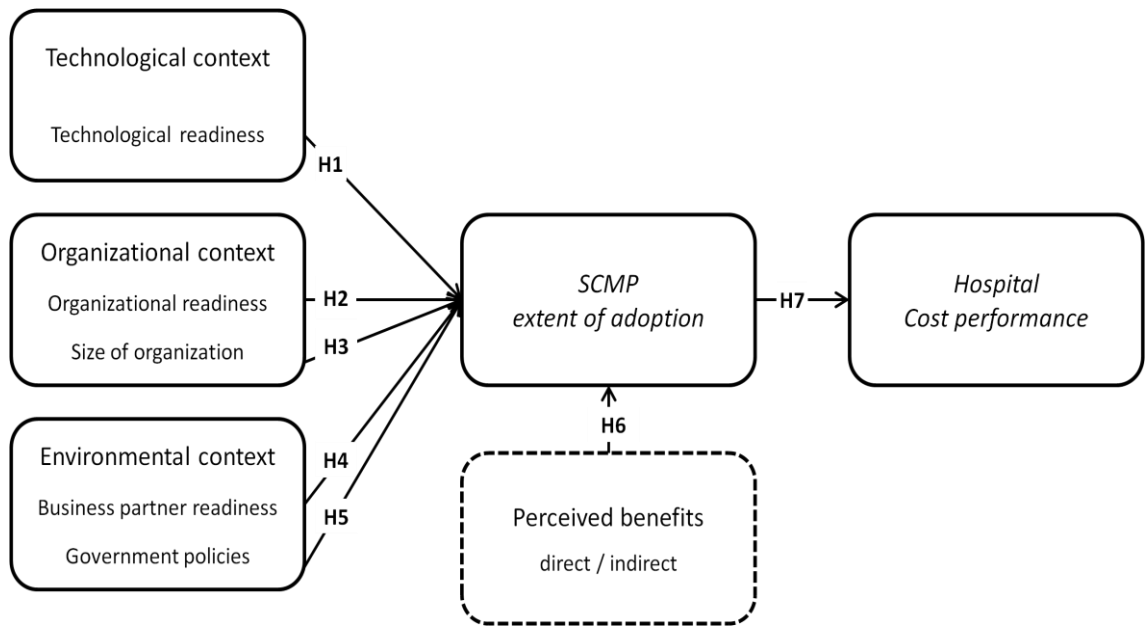 Technological context
Technological readiness
H1
Organizational context
Organizational readiness
Size of organization
H2
H3
Environmental context
Business partner readiness
Government policies
H4
H5
SCMP
extent of adoption
H6
Perceived benefits
direct / indirect
H7
Hospital
Cost performance